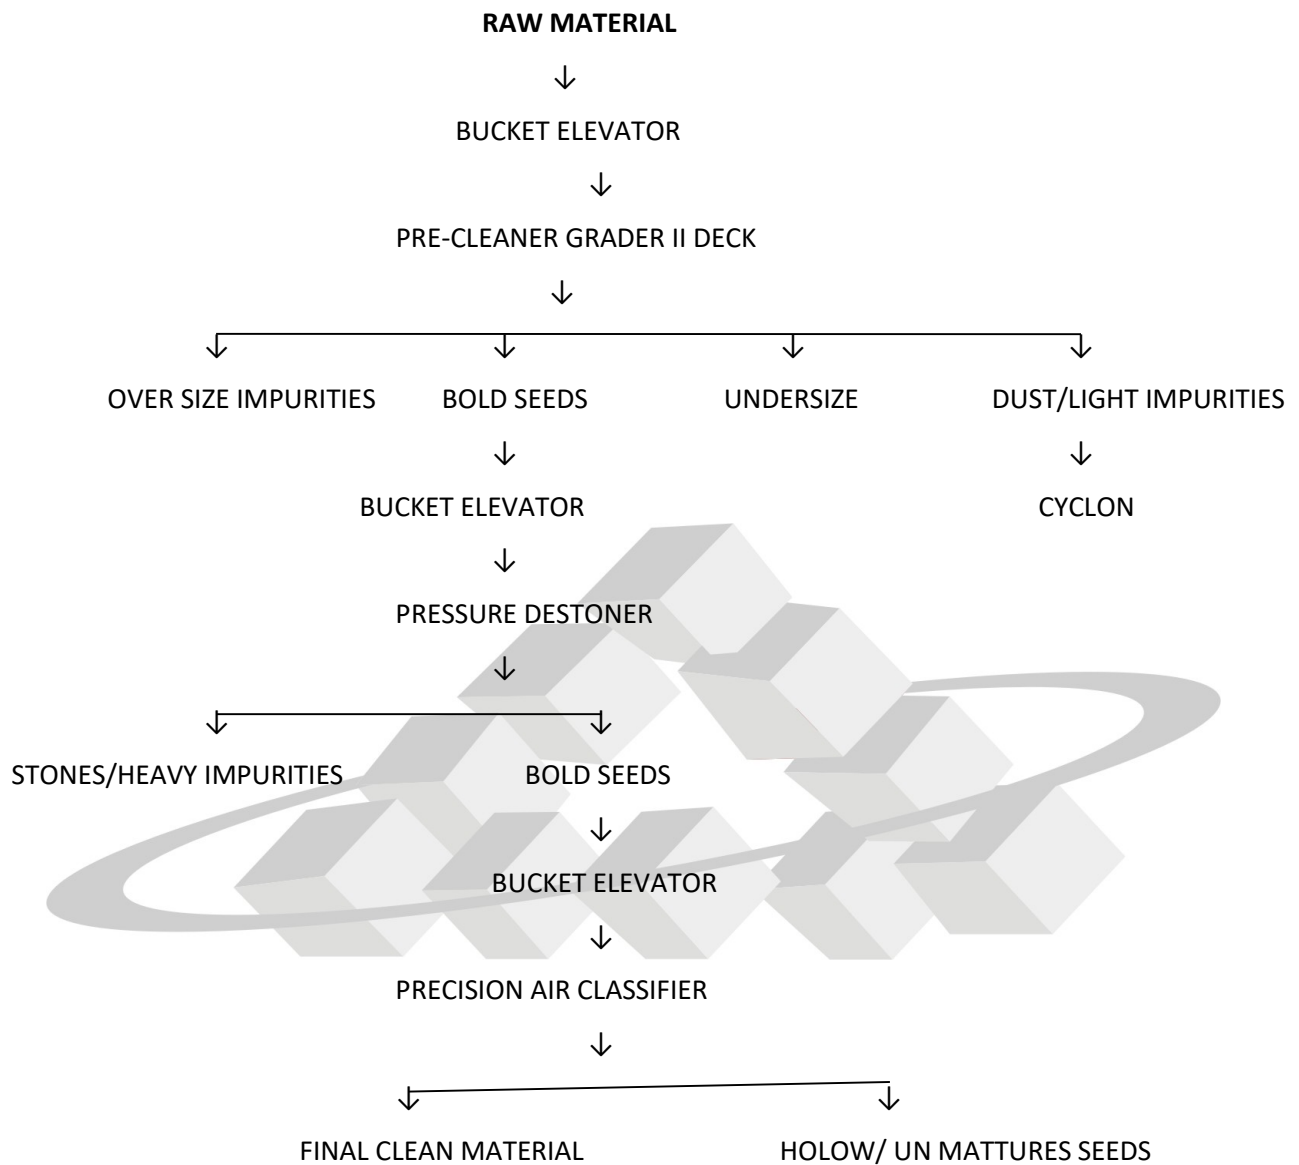 RAW MATERIAL
↓
BUCKET ELEVATOR
↓
PRE-CLEANER GRADER II DECK
↓
↓ ↓ ↓ ↓
OVER SIZE IMPURITIES BOLD SEEDS UNDERSIZE DUST/LIGHT IMPURITIES
↓ ↓
BUCKET ELEVATOR CYCLON
↓
PRESSURE DESTONER
↓
↓ ↓
STONES/HEAVY IMPURITIES BOLD SEEDS
↓
BUCKET ELEVATOR
↓
PRECISION AIR CLASSIFIER
↓
↓ ↓
FINAL CLEAN MATERIAL HOLOW/ UN MATTURES SEEDS